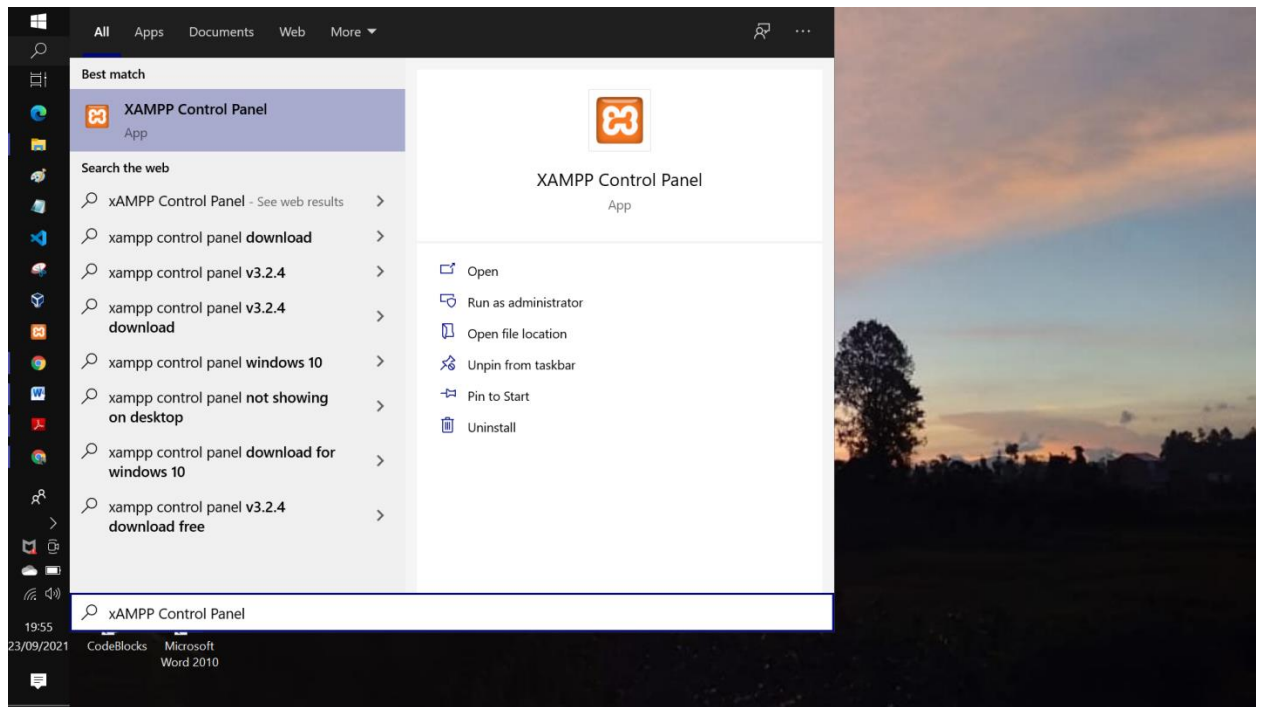 All Apps Documents Web More
Best match
XAMPP Control Panel
App
Search the web
xAMPP Control Panel - See web results
xampp control panel download
xampp control panel v3.2.4
xampp control panel v3.2.4
download
xampp control panel windows 10
xampp control panel not showing
on desktop
xampp control panel download for
windows 10
xampp control panel v3.2.4
download free
XAMPP Control Panel
App
Open
Run as administrator
Open file location
Unpin from taskbar
Pin to Start
Uninstall
xAMPP Control Panel
19:55
23/09/2021
CodeBlocks
Microsoft
Word 2010